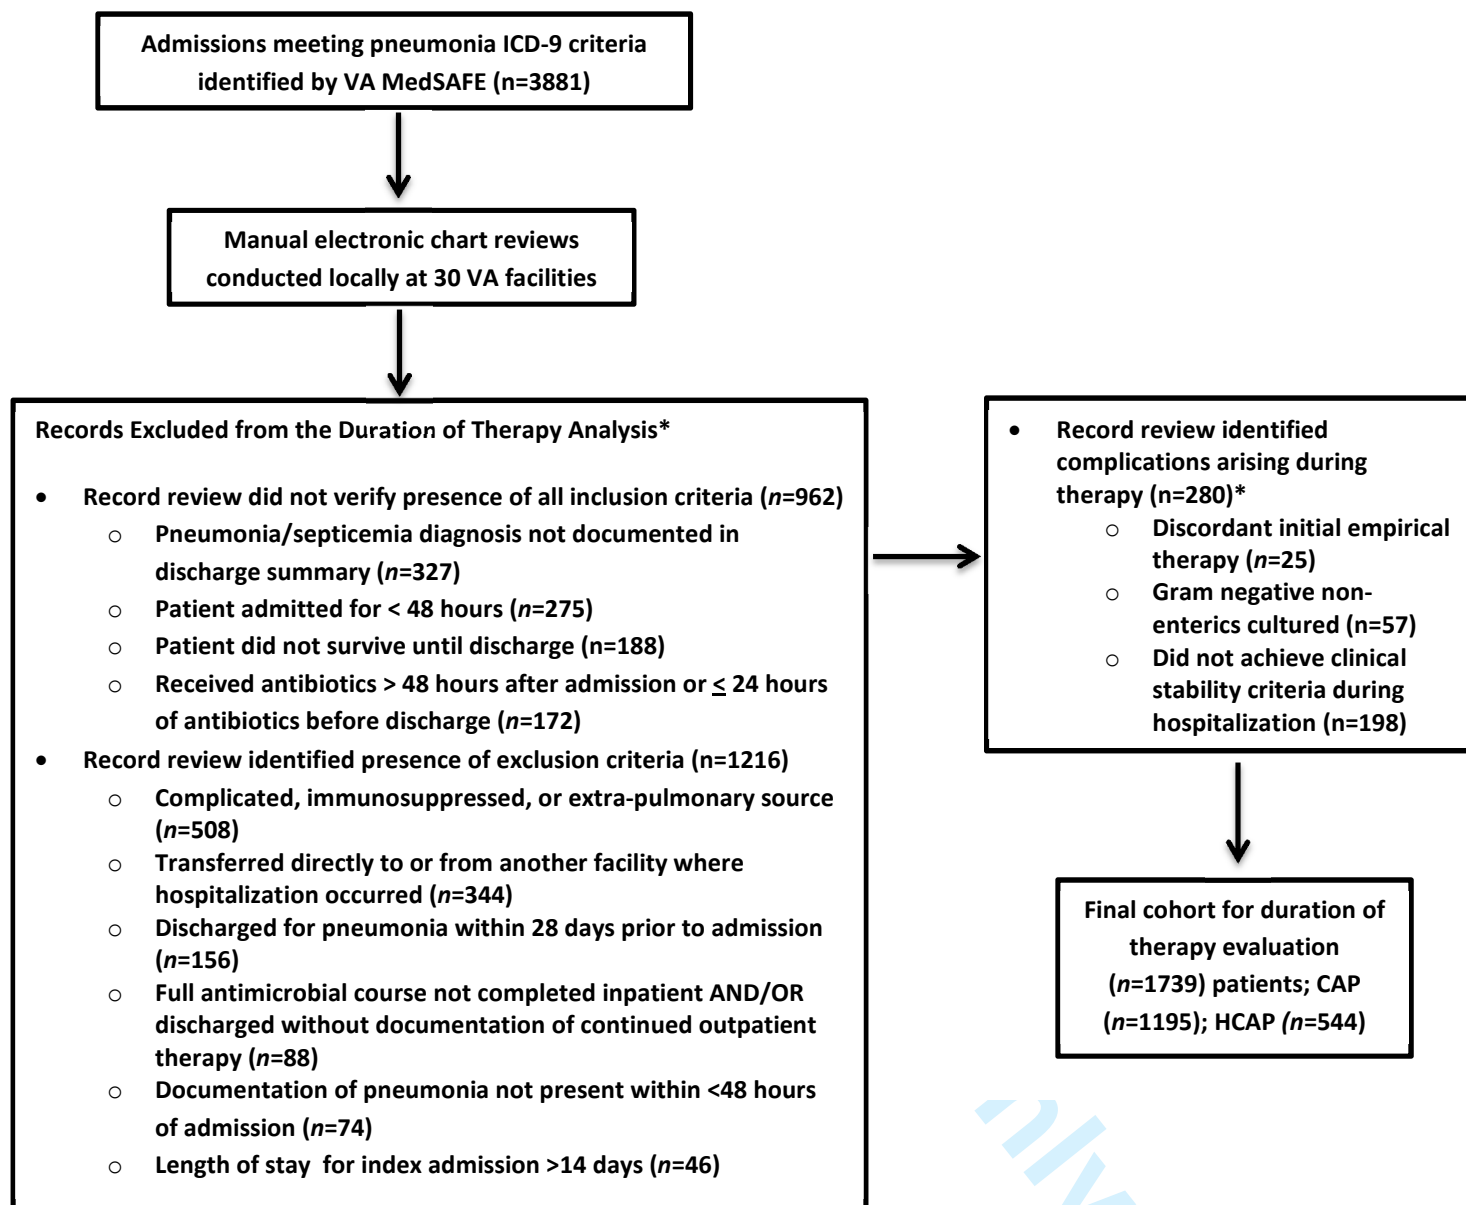 Admissions meeting pneumonia ICD-9 criteria
identified by VA MedSAFE (n=3881)
Manual electronic chart reviews
conducted locally at 30 VA facilities
Records Excluded from the Duration of Therapy Analysis*
• Record review did not verify presence of all inclusion criteria (n=962)
o Pneumonia/septicemia diagnosis not documented in
discharge summary (n=327)
o Patient admitted for < 48 hours (n=275)
o Patient did not survive until discharge (n=188)
o Received antibiotics > 48 hours after admission or ≤ 24 hours
of antibiotics before discharge (n=172)
• Record review identified presence of exclusion criteria (n=1216)
o Complicated, immunosuppressed, or extra-pulmonary source
(n=508)
o Transferred directly to or from another facility where
hospitalization occurred (n=344)
o Discharged for pneumonia within 28 days prior to admission
(n=156)
o Full antimicrobial course not completed inpatient AND/OR
discharged without documentation of continued outpatient
therapy (n=88)
o Documentation of pneumonia not present within <48 hours
of admission (n=74)
o Length of stay for index admission >14 days (n=46)
• Record review identified
complications arising during
therapy (n=280)*
o Discordant initial empirical
therapy (n=25)
o Gram negative non-
enterics cultured (n=57)
o Did not achieve clinical
stability criteria during
hospitalization (n=198)
Final cohort for duration of
therapy evaluation
(n=1739) patients; CAP
(n=1195); HCAP (n=544)
nly